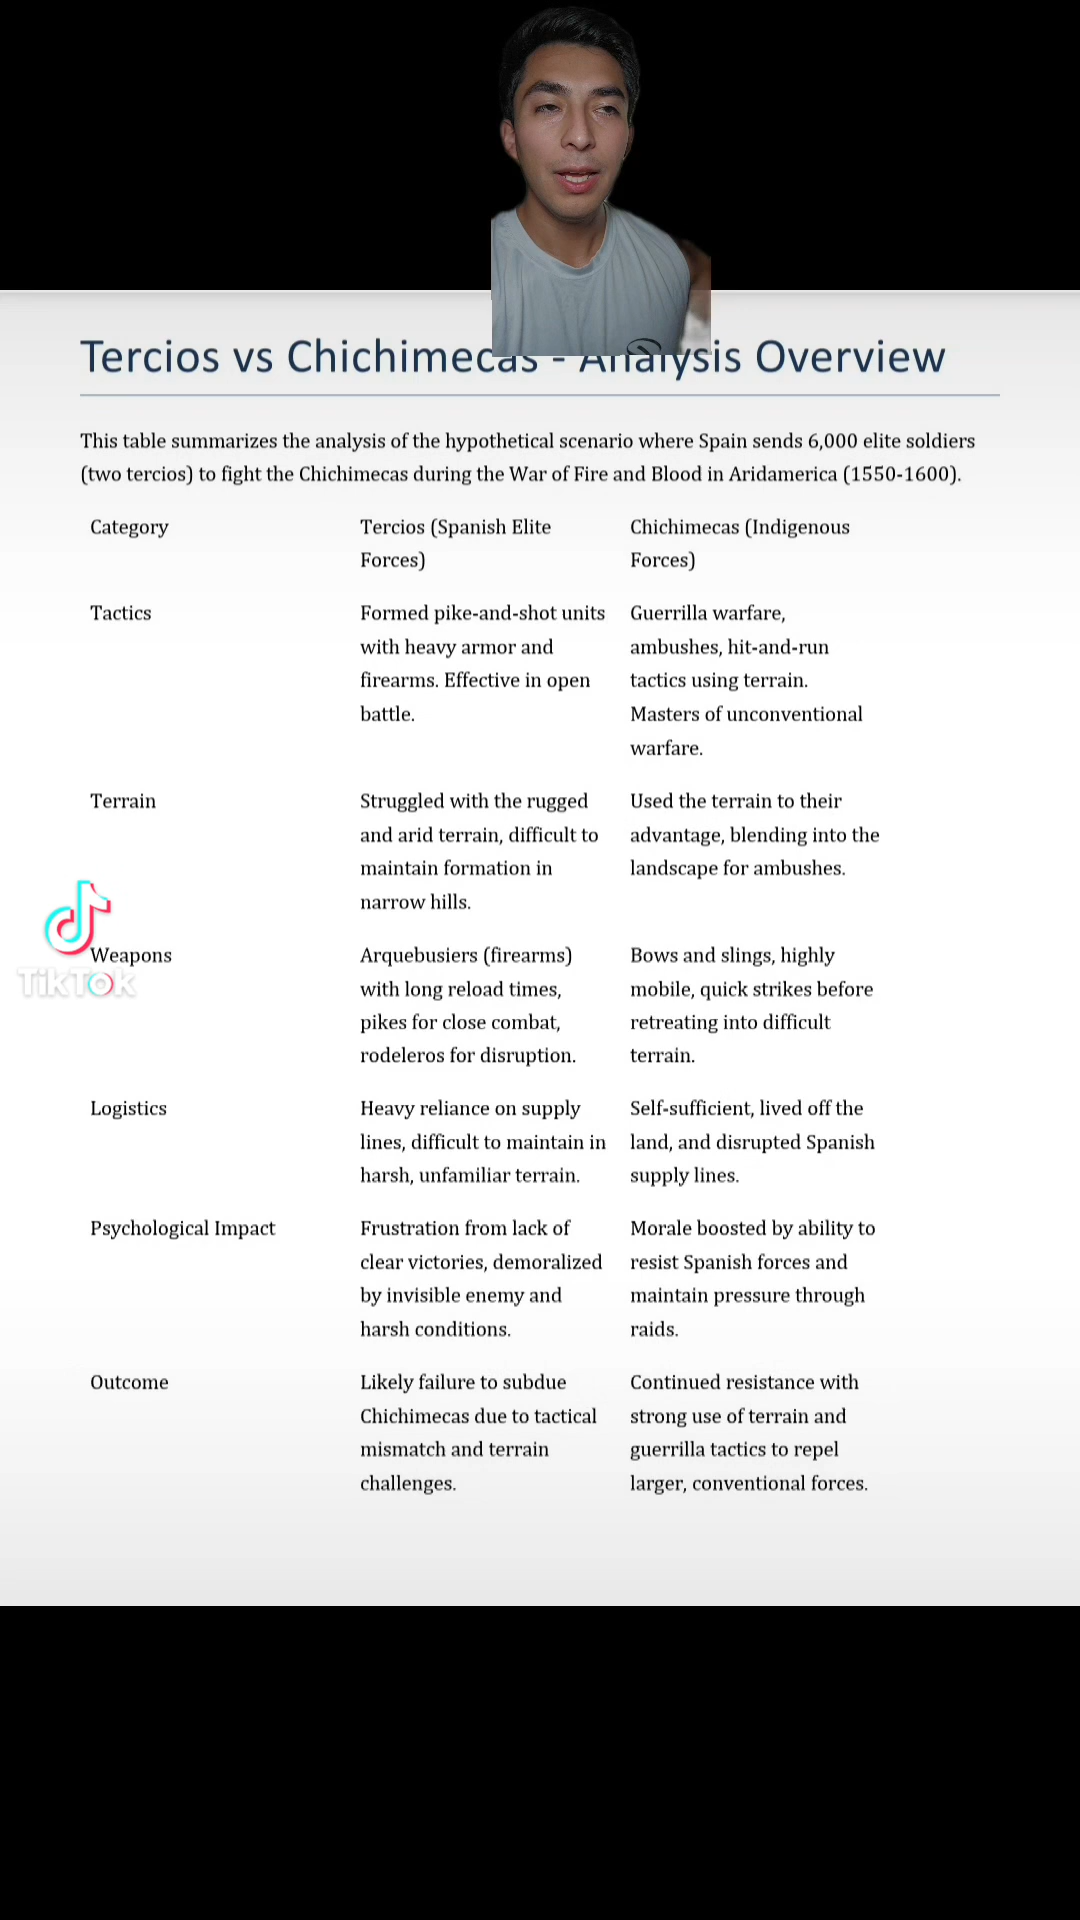 Tercios vs Chichimecas - Analysis Overview
This table summarizes the analysis of the hypothetical scenario where Spain sends 6,000 elite soldiers
(two tercios) to fight the Chichimecas during the War of Fire and Blood in Aridamerica (1550-1600).
Category
Tercios (Spanish Elite
Forces)
Chichimecas (Indigenous
Forces)
Tactics
Formed pike-and-shot units
with heavy armor and
firearms. Effective in open
battle.
Guerrilla warfare,
ambushes, hit-and-run
tactics using terrain.
Masters of unconventional
warfare.
Terrain
Struggled with the rugged
and arid terrain, difficult to
maintain formation in
narrow hills.
Used the terrain to their
advantage, blending into the
landscape for ambushes.
Weapons
Arquebusiers (firearms)
with long reload times,
pikes for close combat,
rodeleros for disruption.
Bows and slings, highly
mobile, quick strikes before
retreating into difficult
terrain.
TikTok
Logistics
Heavy reliance on supply
lines, difficult to maintain in
harsh, unfamiliar terrain.
Self-sufficient, lived off the
land, and disrupted Spanish
supply lines.
Psychological Impact
Frustration from lack of
clear victories, demoralized
by invisible enemy and
harsh conditions.
Morale boosted by ability to
resist Spanish forces and
maintain pressure through
raids.
Outcome
Likely failure to subdue
Chichimecas due to tactical
mismatch and terrain
challenges.
Continued resistance with
strong use of terrain and
guerrilla tactics to repel
larger, conventional forces.